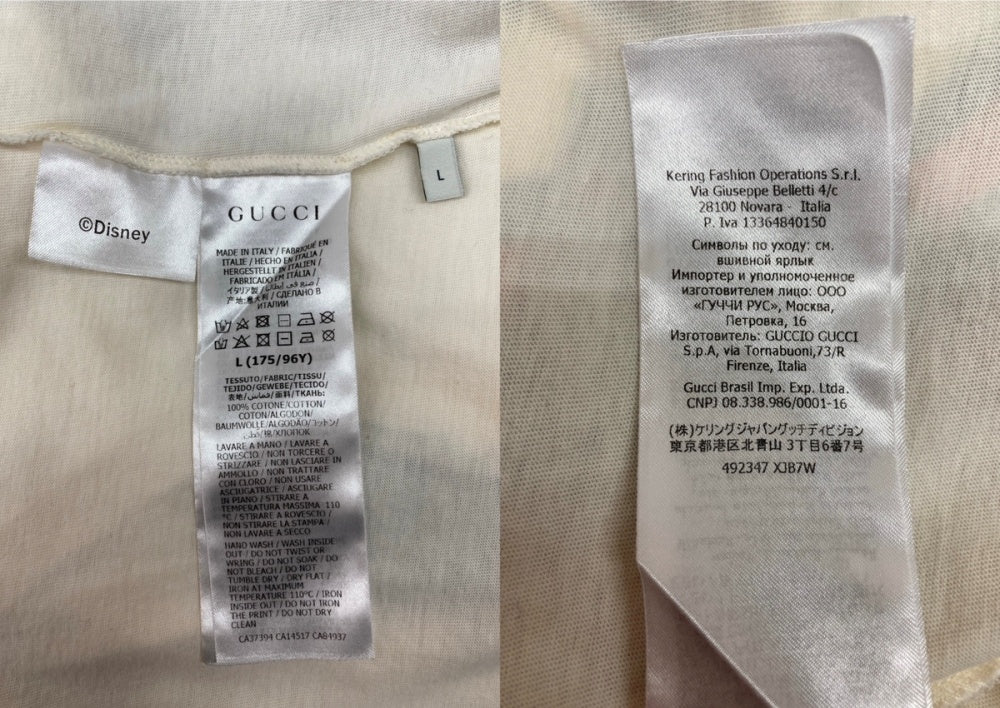 ©Disney
L
GUCCI
MADE IN ITALY / FABRIQUÉ EN
ITALIE / HECHO EN ITALIA /
HERGESTELLT IN ITALIEN /
FABRICADO EM ITÁLIA /
イタリア製 / صنع في إيطاليا /
产地:意大利 / СДЕЛАНО В
ИТАЛИИ
L (175/96Y)
TESSUTO/FABRIC/TISSU/
TEJIDO/GEWEBE/TECIDO/
表地/قماش/面料/ТКАНЬ:
100% COTONE/COTTON/
COTON/ALGODON/
BAUMWOLLE/ALGODÃO/コットン/
قطن/棉/ХЛОПОК
LAVARE A MANO / LAVARE A
ROVESCIO / NON TORCERE O
STRIZZARE / NON LASCIARE IN
AMMOLLO / NON TRATTARE
CON CLORO / NON USARE
ASCIUGATRICE / ASCIUGARE
IN PIANO / STIRARE A
TEMPERATURA MASSIMA 110
°C / STIRARE A ROVESCIO /
NON STIRARE LA STAMPA /
NON LAVARE A SECCO
HAND WASH / WASH INSIDE
OUT / DO NOT TWIST OR
WRING / DO NOT SOAK / DO
NOT BLEACH / DO NOT
TUMBLE DRY / DRY FLAT /
IRON AT MAXIMUM
TEMPERATURE 110°C / IRON
INSIDE OUT / DO NOT IRON
THE PRINT / DO NOT DRY
CLEAN
CA37394 CA14517 CA84937
Kering Fashion Operations S.r.l.
Via Giuseppe Belletti 4/c
28100 Novara - Italia
P. Iva 13364840150
Символы по уходу: см.
вшивной ярлык
Импортер и уполномоченное
изготовителем лицо: ООО
«ГУЧЧИ РУС», Москва,
Петровка, 16
Изготовитель: GUCCIO GUCCI
S.p.A, via Tornabuoni,73/R
Firenze, Italia
Gucci Brasil Imp. Exp. Ltda.
CNPJ 08.338.986/0001-16
(株)ケリングジャパングッチディビジョン
東京都港区北青山 3丁目6番7号
492347 XJB7W